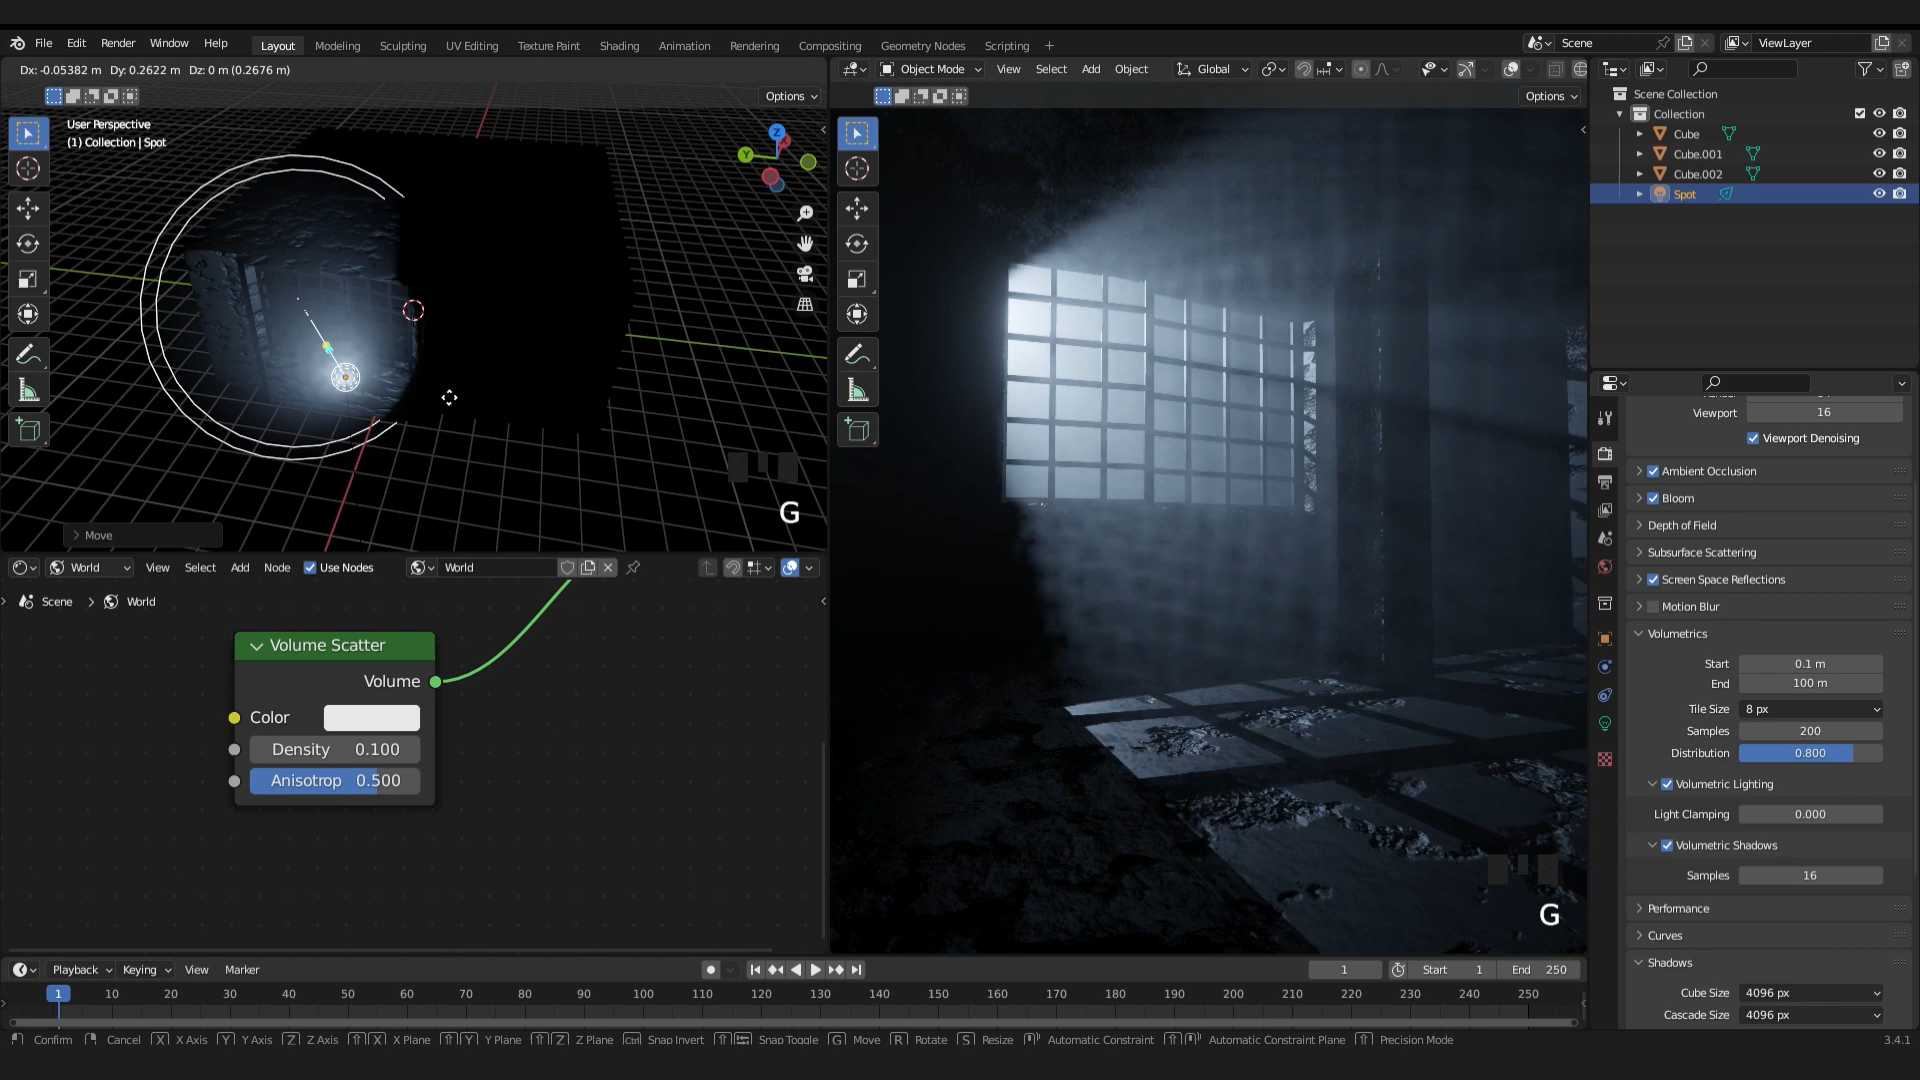 File Edit Render Window Help Layout Modeling Sculpting UV Editing Texture Paint Shading Animation Rendering Compositing Geometry Nodes Scripting + Scene ViewLayer
Dx: -0.05382 m Dy: 0.2622 m Dz: 0 m (0.2676 m)
Object Mode View Select Add Object Global
Options
Options
User Perspective
(1) Collection | Spot
Z
Y
G
Move
G
Scene Collection
Collection
Cube
Cube.001
Cube.002
Spot
Viewport 16
Viewport Denoising
Ambient Occlusion
Bloom
Depth of Field
Subsurface Scattering
Screen Space Reflections
Motion Blur
Volumetrics
Start 0.1 m
End 100 m
Tile Size 8 px
Samples 200
Distribution 0.800
Volumetric Lighting
Light Clamping 0.000
Volumetric Shadows
Samples 16
Performance
Curves
Shadows
Cube Size 4096 px
Cascade Size 4096 px
World View Select Add Node Use Nodes World
Scene > World
Volume Scatter
Volume
Color
Density 0.100
Anisotrop 0.500
Playback Keying View Marker 1 Start 1 End 250
1 10 20 30 40 50 60 70 80 90 100 110 120 130 140 150 160 170 180 190 200 210 220 230 240 250
Confirm Cancel X X Axis Y Y Axis Z Z Axis X X Plane Y Y Plane Z Z Plane Ctrl Snap Invert Snap Toggle G Move R Rotate S Resize Automatic Constraint Automatic Constraint Plane Precision Mode 3.4.1